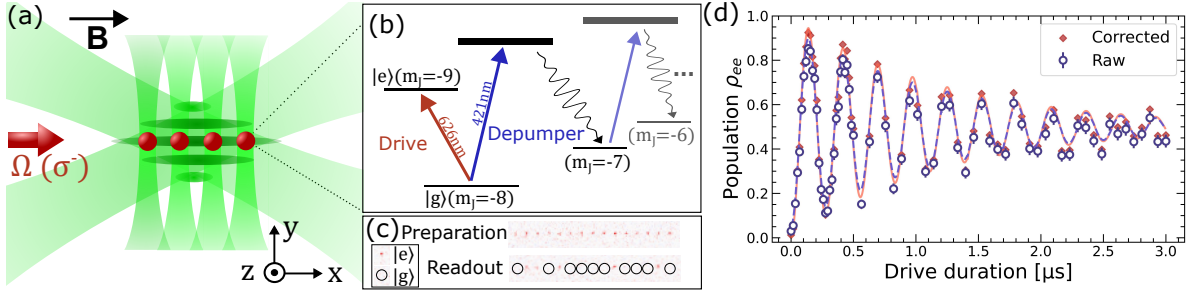 (a)
B
Ω (σ⁻)
y
z
x
(b)
|e⟩(mJ=-9)
626nm
421nm
Drive
Depumper
|g⟩(mJ=-8)
(mJ=-7)
(mJ=-6)
...
(c)
Preparation
|e⟩
|g⟩
Readout
(d)
Population ρee
1.0
0.8
0.6
0.4
0.2
0.0
Corrected
Raw
0.0 0.5 1.0 1.5 2.0 2.5 3.0
Drive duration [μs]